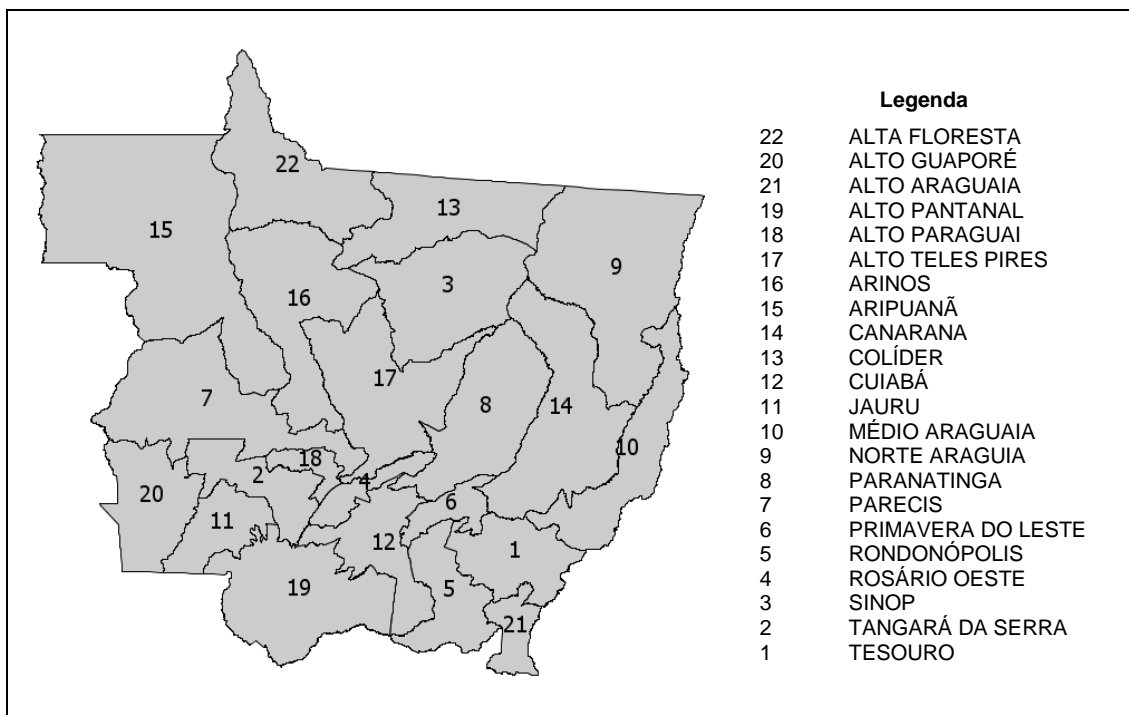 Legenda
22 ALTA FLORESTA
20 ALTO GUAPORÉ
21 ALTO ARAGUAIA
19 ALTO PANTANAL
18 ALTO PARAGUAI
17 ALTO TELES PIRES
16 ARINOS
15 ARIPUANÃ
14 CANARANA
13 COLÍDER
12 CUIABÁ
11 JAURU
10 MÉDIO ARAGUAIA
9 NORTE ARAGUIA
8 PARANATINGA
7 PARECIS
6 PRIMAVERA DO LESTE
5 RONDONÓPOLIS
4 ROSÁRIO OESTE
3 SINOP
2 TANGARÁ DA SERRA
1 TESOURO
22
13
15
9
3
16
17
7
8
14
10
18
2
4
20
6
11
12
1
19
5
21